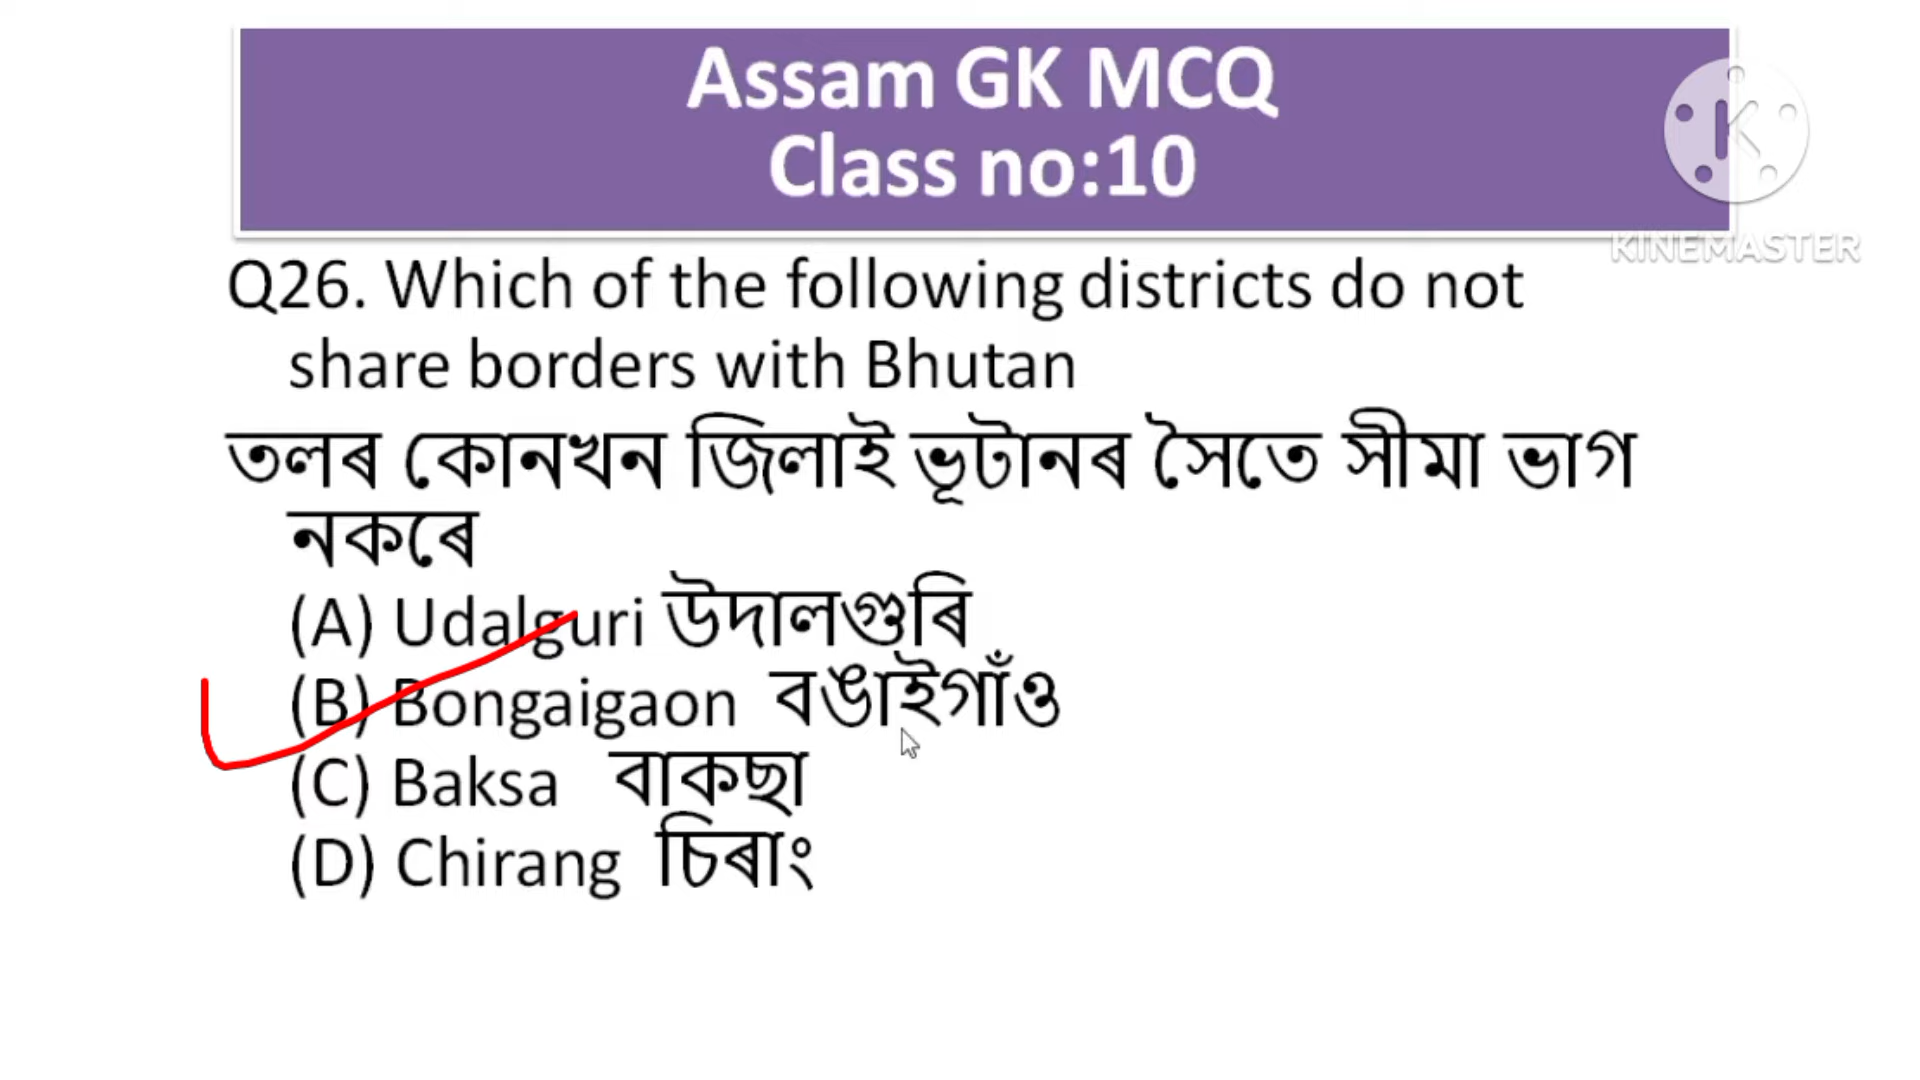 Assam GK MCQ
Class no:10
KINEMASTER
Q26. Which of the following districts do not
share borders with Bhutan
তলৰ কোনখন জিলাই ভূটানৰ সৈতে সীমা ভাগ
নকৰে
(A) Udalguri উদালগুৰি
(B) Bongaigaon বঙাইগাঁও
(C) Baksa বাকছা
(D) Chirang চিৰাং